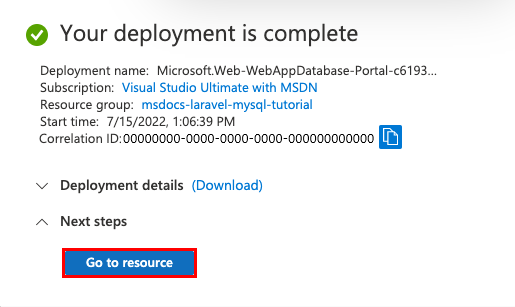 Your deployment is complete
Deployment name: Microsoft.Web-WebAppDatabase-Portal-c6193...
Subscription: Visual Studio Ultimate with MSDN
Resource group: msdocs-laravel-mysql-tutorial
Start time: 7/15/2022, 1:06:39 PM
Correlation ID:00000000-0000-0000-0000-000000000000
Deployment details (Download)
Next steps
Go to resource